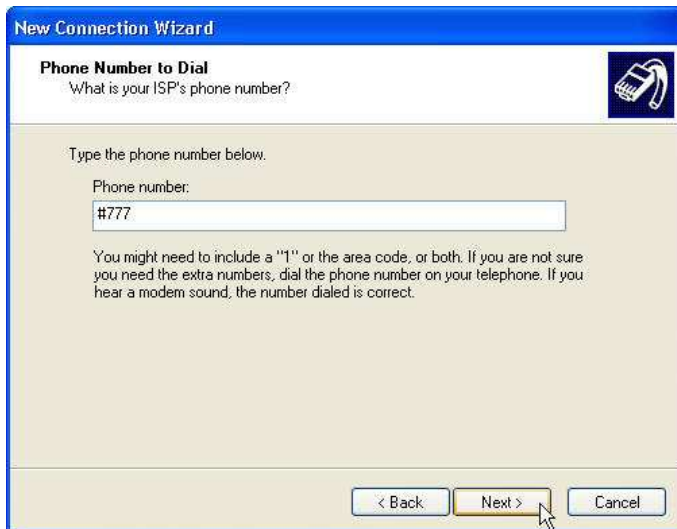 New Connection Wizard
Phone Number to Dial
What is your ISP's phone number?
Type the phone number below.
Phone number:
#777
You might need to include a "1" or the area code, or both. If you are not sure
you need the extra numbers, dial the phone number on your telephone. If you
hear a modem sound, the number dialed is correct.
< Back Next > Cancel